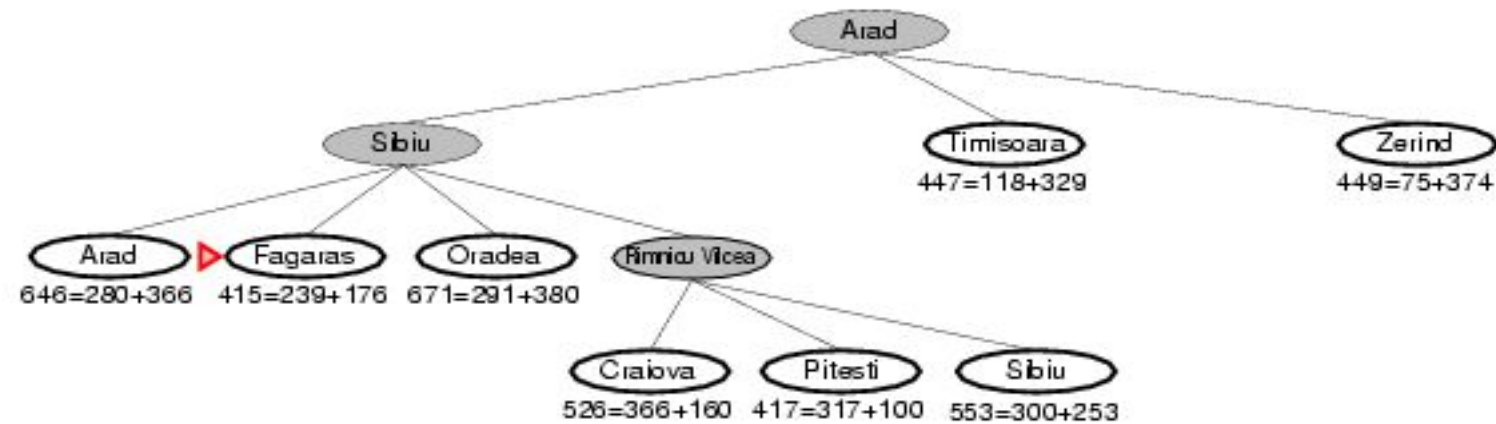 Arad
Sibiu
Timisoara
Zerind
447=118+329
449=75+374
Arad
Fagaras
Oradea
Rimnicu Vilcea
646=280+366
415=239+176
671=291+380
Craiova
Pitesti
Sibiu
526=366+160
417=317+100
553=300+253